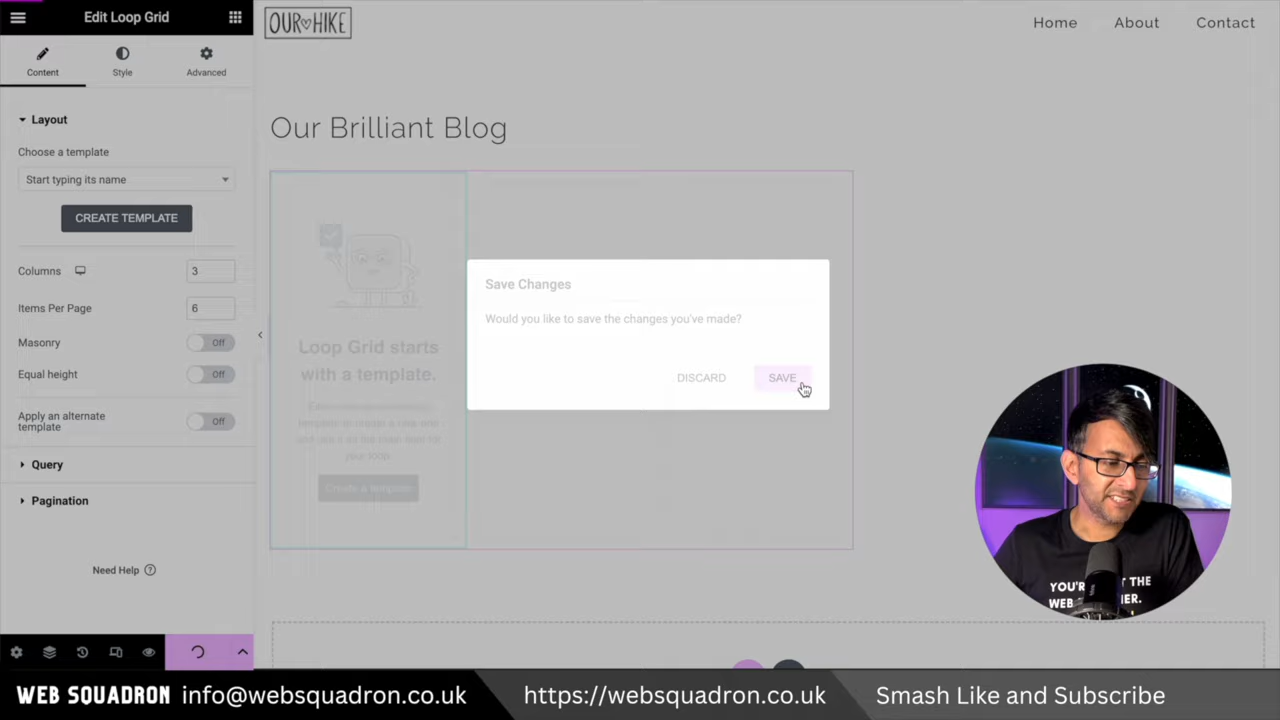 Edit Loop Grid
OUR HIKE
Home About Contact
Content Style Advanced
Layout
Choose a template
Start typing its name
CREATE TEMPLATE
Columns 3
Items Per Page 6
Masonry Off
Equal height Off
Apply an alternate
template Off
Query
Pagination
Need Help
Our Brilliant Blog
Loop Grid starts
with a template.
your loop.
Create a template
Save Changes
Would you like to save the changes you've made?
DISCARD SAVE
WEB SQUADRON info@websquadron.co.uk https://websquadron.co.uk Smash Like and Subscribe